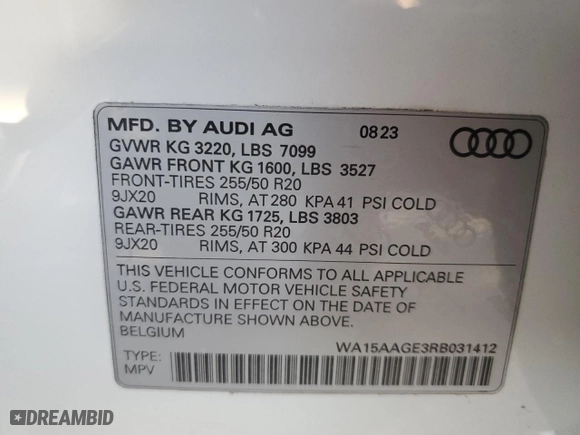 MFD. BY AUDI AG 0823
GVWR KG 3220, LBS 7099
GAWR FRONT KG 1600, LBS 3527
FRONT-TIRES 255/50 R20
9JX20 RIMS, AT 280 KPA 41 PSI COLD
GAWR REAR KG 1725, LBS 3803
REAR-TIRES 255/50 R20
9JX20 RIMS, AT 300 KPA 44 PSI COLD
THIS VEHICLE CONFORMS TO ALL APPLICABLE
U.S. FEDERAL MOTOR VEHICLE SAFETY
STANDARDS IN EFFECT ON THE DATE OF
MANUFACTURE SHOWN ABOVE.
BELGIUM
WA15AAGE3RB031412
TYPE:
MPV
DREAMBID